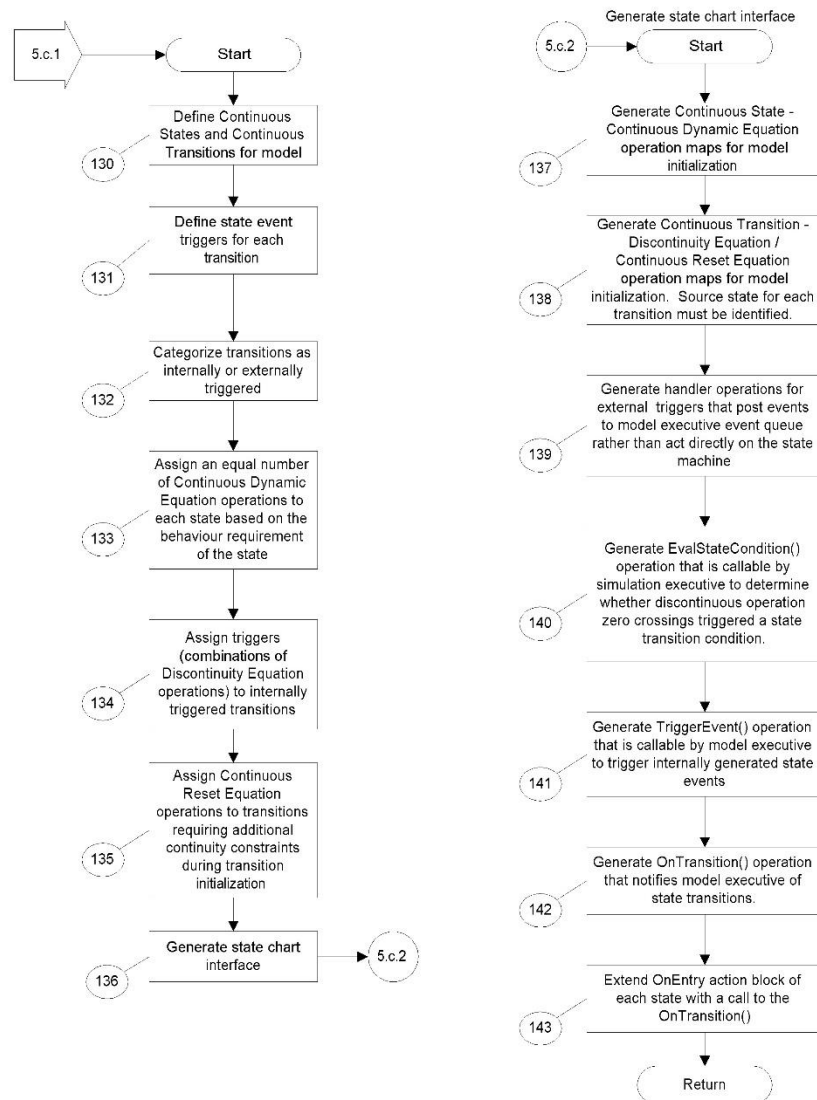 5.c.1
Start
Define Continuous
States and Continuous
Transitions for model
130
Define state event
triggers for each
transition
131
Categorize transitions as
internally or externally
triggered
132
Assign an equal number
of Continuous Dynamic
Equation operations to
each state based on the
behaviour requirement
of the state
133
Assign triggers
(combinations of
Discontinuity Equation
operations) to internally
triggered transitions
134
Assign Continuous
Reset Equation
operations to transitions
requiring additional
continuity constraints
during transition
initialization
135
Generate state chart
interface
136
5.c.2
Generate state chart interface
5.c.2
Start
Generate Continuous State -
Continuous Dynamic Equation
operation maps for model
initialization
137
Generate Continuous Transition -
Discontinuity Equation /
Continuous Reset Equation
operation maps for model
initialization. Source state for each
transition must be identified.
138
Generate handler operations for
external triggers that post events
to model executive event queue
rather than act directly on the state
machine
139
Generate EvalStateCondition()
operation that is callable by
simulation executive to determine
whether discontinuous operation
zero crossings triggered a state
transition condition.
140
Generate TriggerEvent() operation
that is callable by model executive
to trigger internally generated state
events
141
Generate OnTransition() operation
that notifies model executive of
state transitions.
142
Extend OnEntry action block of
each state with a call to the
OnTransition()
143
Return